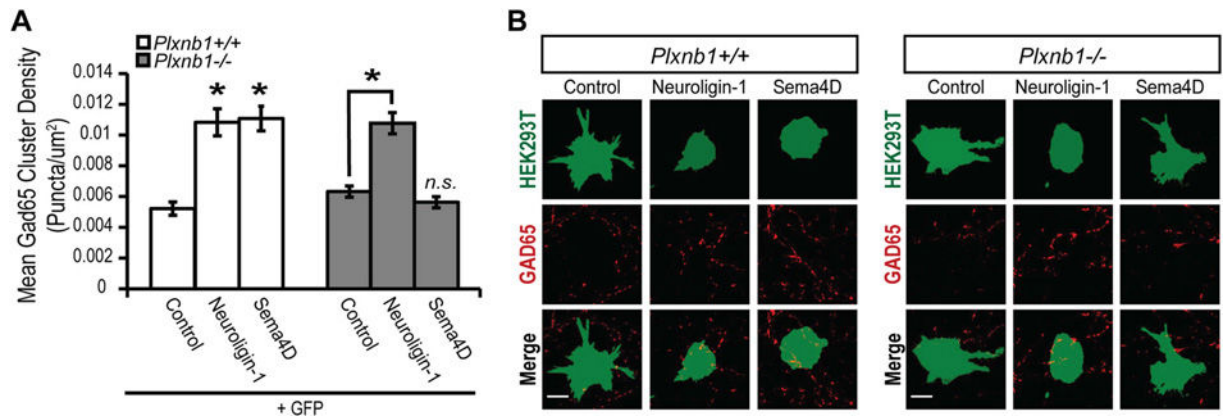 A
Plxnb1+/+
Plxnb1-/-
Mean Gad65 Cluster Density
(Puncta/um²)
0.014
0.012
0.01
0.008
0.006
0.004
0.002
0
* *
*
n.s.
Control
Neuroligin-1
Sema4D
Control
Neuroligin-1
Sema4D
+ GFP
B
Plxnb1+/+
Control Neuroligin-1 Sema4D
HEK293T
GAD65
Merge
Plxnb1-/-
Control Neuroligin-1 Sema4D
HEK293T
GAD65
Merge